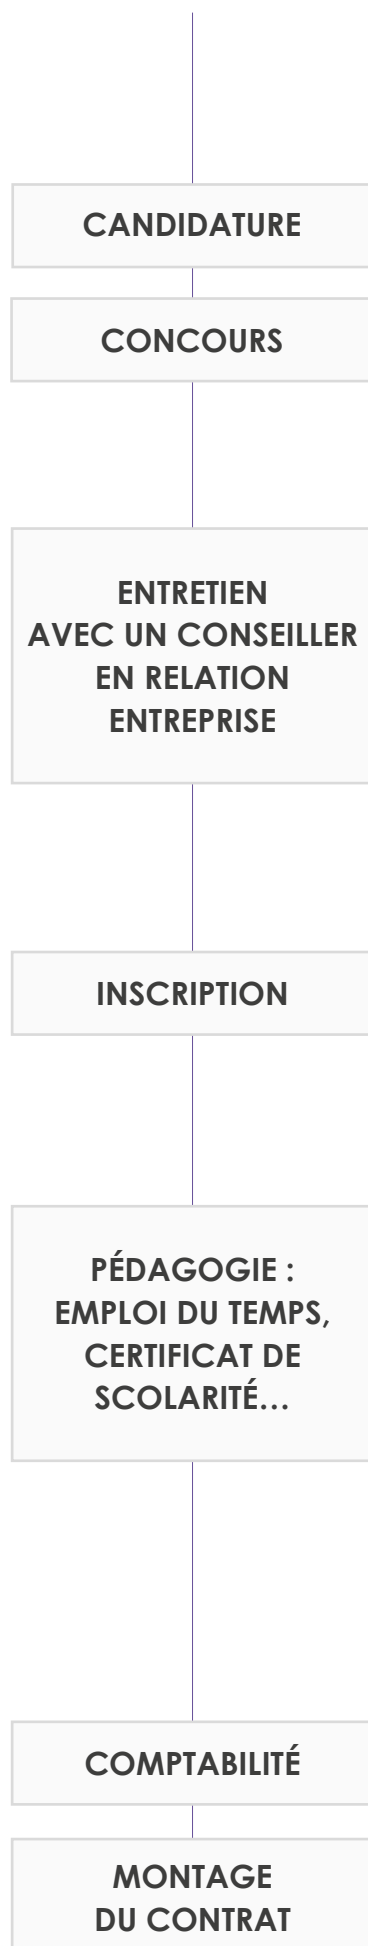 CANDIDATURE
CONCOURS
ENTRETIEN
AVEC UN CONSEILLER
EN RELATION
ENTREPRISE
INSCRIPTION
PÉDAGOGIE :
EMPLOI DU TEMPS,
CERTIFICAT DE
SCOLARITÉ…
COMPTABILITÉ
MONTAGE
DU CONTRAT